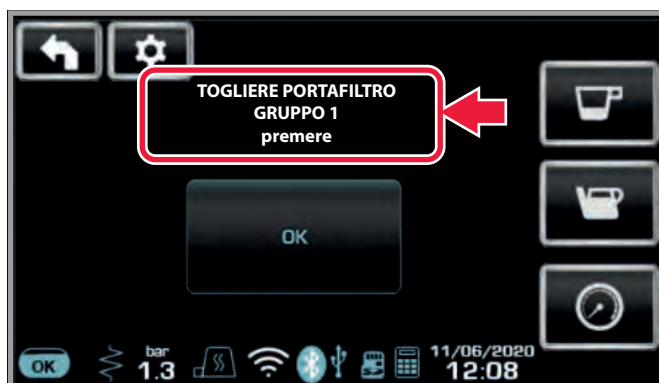 TOGLIERE PORTAFILTRO
GRUPPO 1
premere
OK
OK
bar
1.3
11/06/2020
12:08